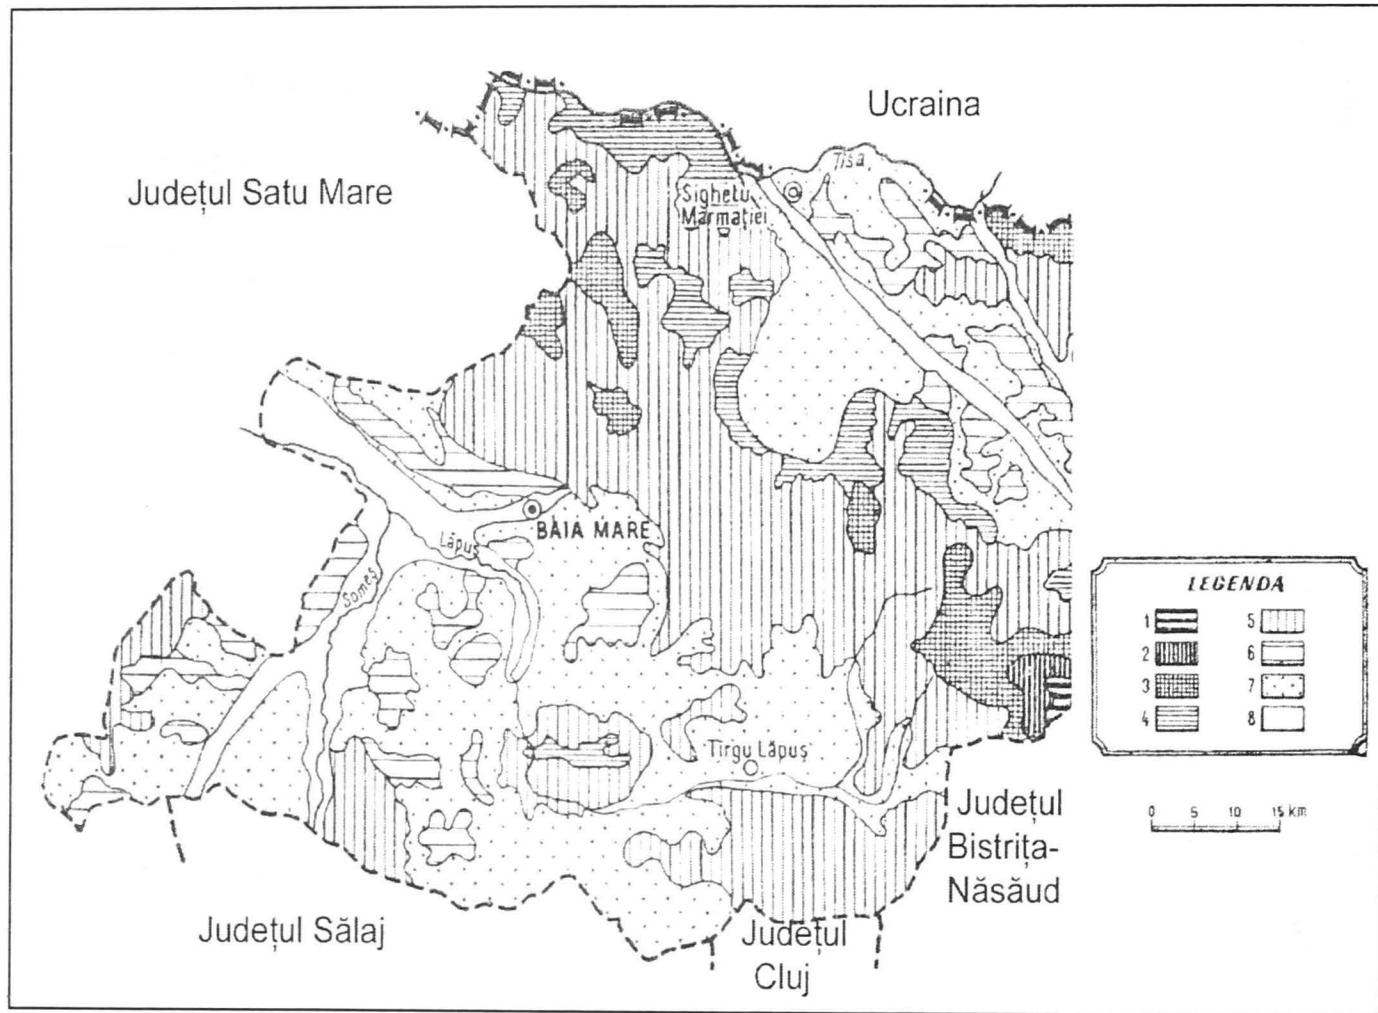 Ucraina
Tisa
Județul Satu Mare
Sighetu
Marmației
BAIA MARE
Lăpuș
Someș
LEGENDA
1 5
2 6
3 7
4 8
Tîrgu Lăpuș
0 5 10 15 km
Județul
Bistrița-
Năsăud
Județul Sălaj
Județul
Cluj